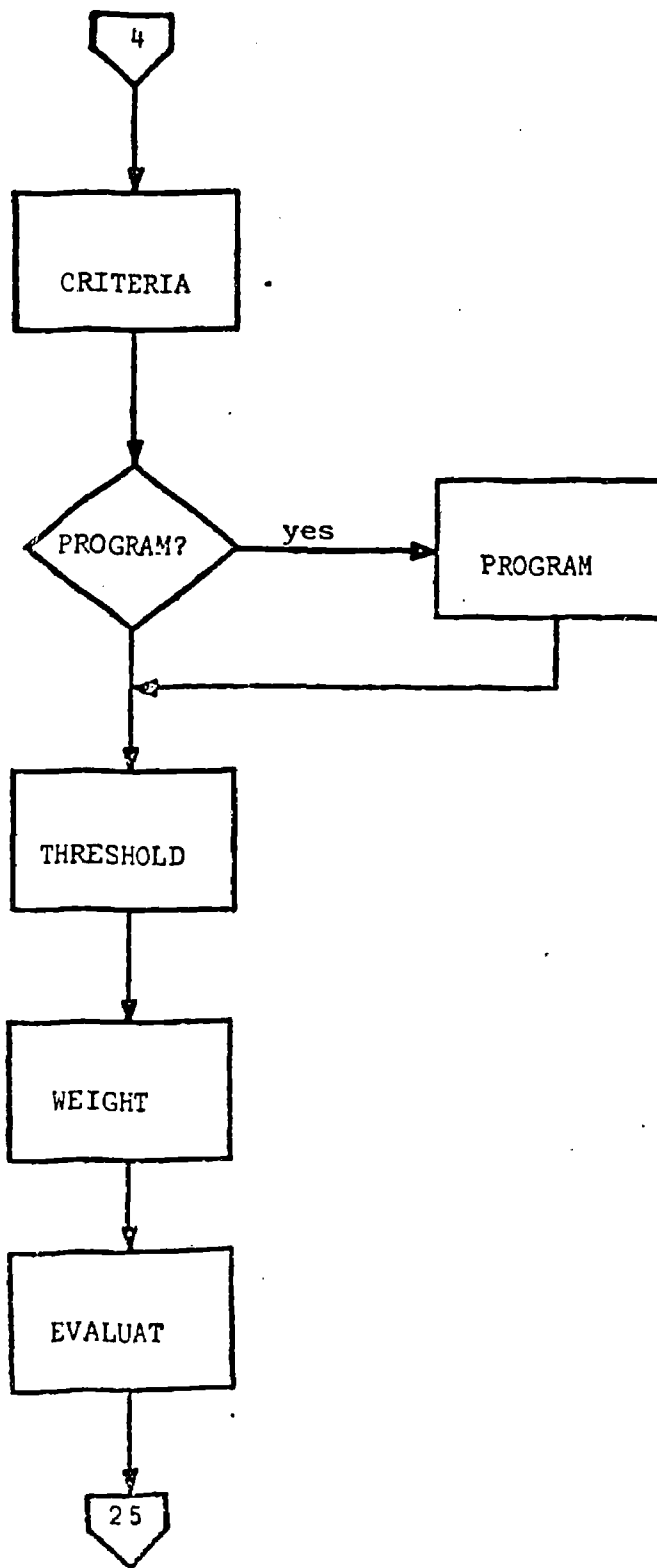 4
CRITERIA
PROGRAM?
yes
PROGRAM
THRESHOLD
WEIGHT
EVALUAT
25